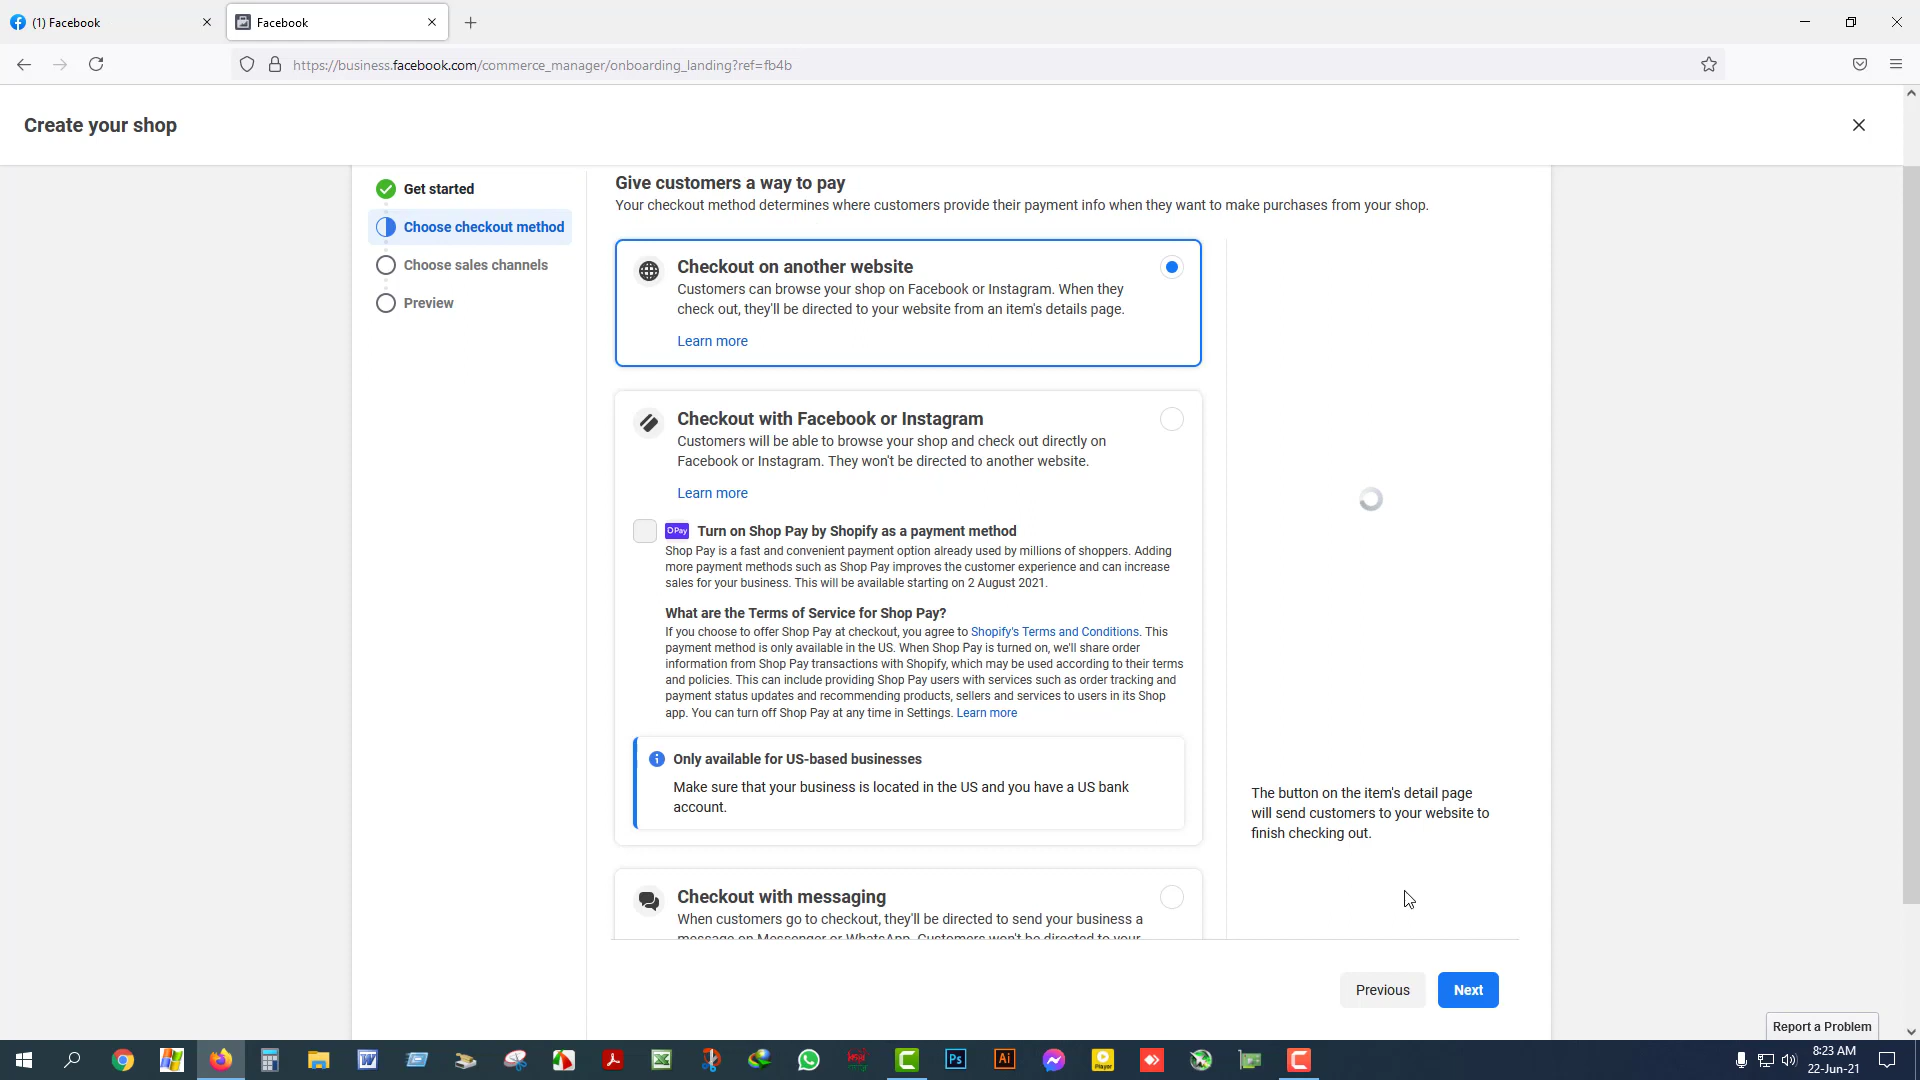 (1) Facebook
Facebook
https://business.facebook.com/commerce_manager/onboarding_landing?ref=fb4b
Create your shop
Get started
Choose checkout method
Choose sales channels
Preview
Give customers a way to pay
Your checkout method determines where customers provide their payment info when they want to make purchases from your shop.
Checkout on another website
Customers can browse your shop on Facebook or Instagram. When they
check out, they'll be directed to your website from an item's details page.
Learn more
Checkout with Facebook or Instagram
Customers will be able to browse your shop and check out directly on
Facebook or Instagram. They won't be directed to another website.
Learn more
Pay Turn on Shop Pay by Shopify as a payment method
Shop Pay is a fast and convenient payment option already used by millions of shoppers. Adding
more payment methods such as Shop Pay improves the customer experience and can increase
sales for your business. This will be available starting on 2 August 2021.
What are the Terms of Service for Shop Pay?
If you choose to offer Shop Pay at checkout, you agree to Shopify's Terms and Conditions. This
payment method is only available in the US. When Shop Pay is turned on, we'll share order
information from Shop Pay transactions with Shopify, which may be used according to their terms
and policies. This can include providing Shop Pay users with services such as order tracking and
payment status updates and recommending products, sellers and services to users in its Shop
app. You can turn off Shop Pay at any time in Settings. Learn more
Only available for US-based businesses
Make sure that your business is located in the US and you have a US bank
account.
The button on the item's detail page
will send customers to your website to
finish checking out.
Checkout with messaging
When customers go to checkout, they'll be directed to send your business a
message on Messenger or WhatsApp. Customers won't be directed to your
Previous
Next
Report a Problem
Ps
Ai
Player
8:23 AM
22-Jun-21